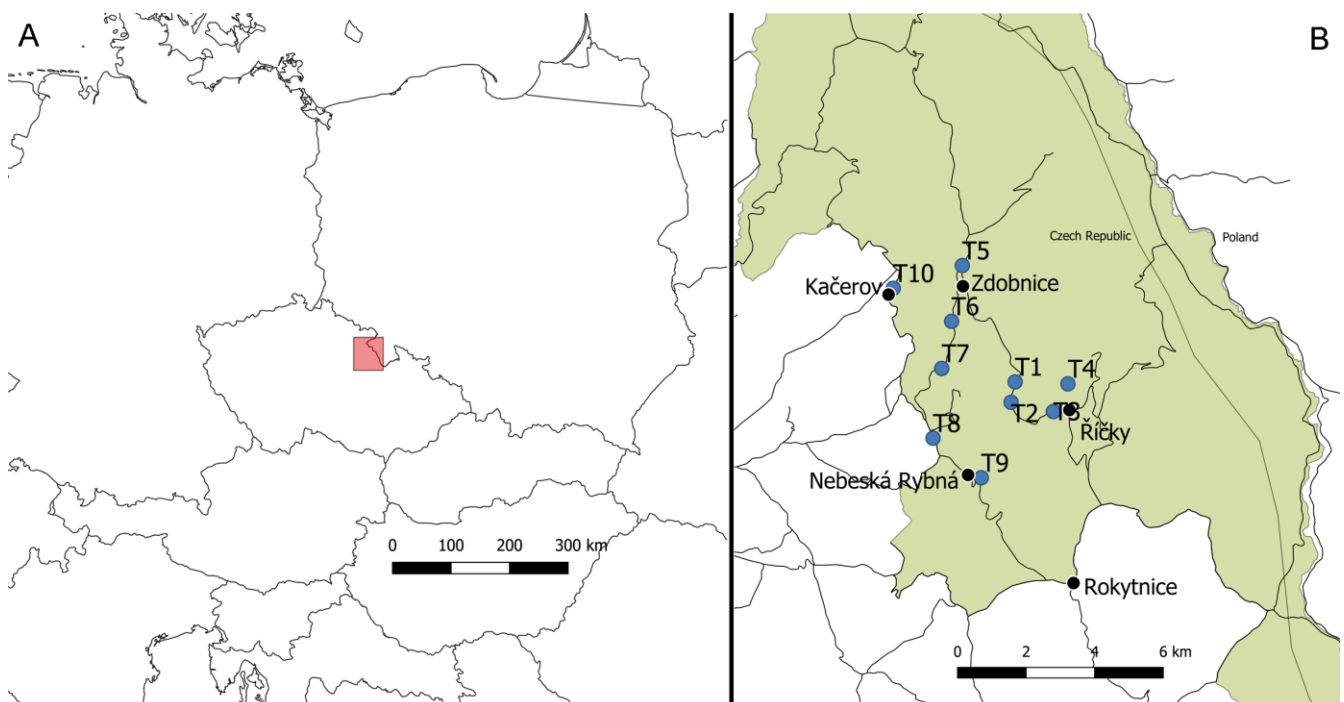 A
0 100 200 300 km
B
Czech Republic
Poland
T5
T10
Kačerov
Zdobnice
T6
T7
T1
T4
T2
T3
Říčky
T8
T9
Nebeská Rybná
Rokytnice
0 2 4 6 km